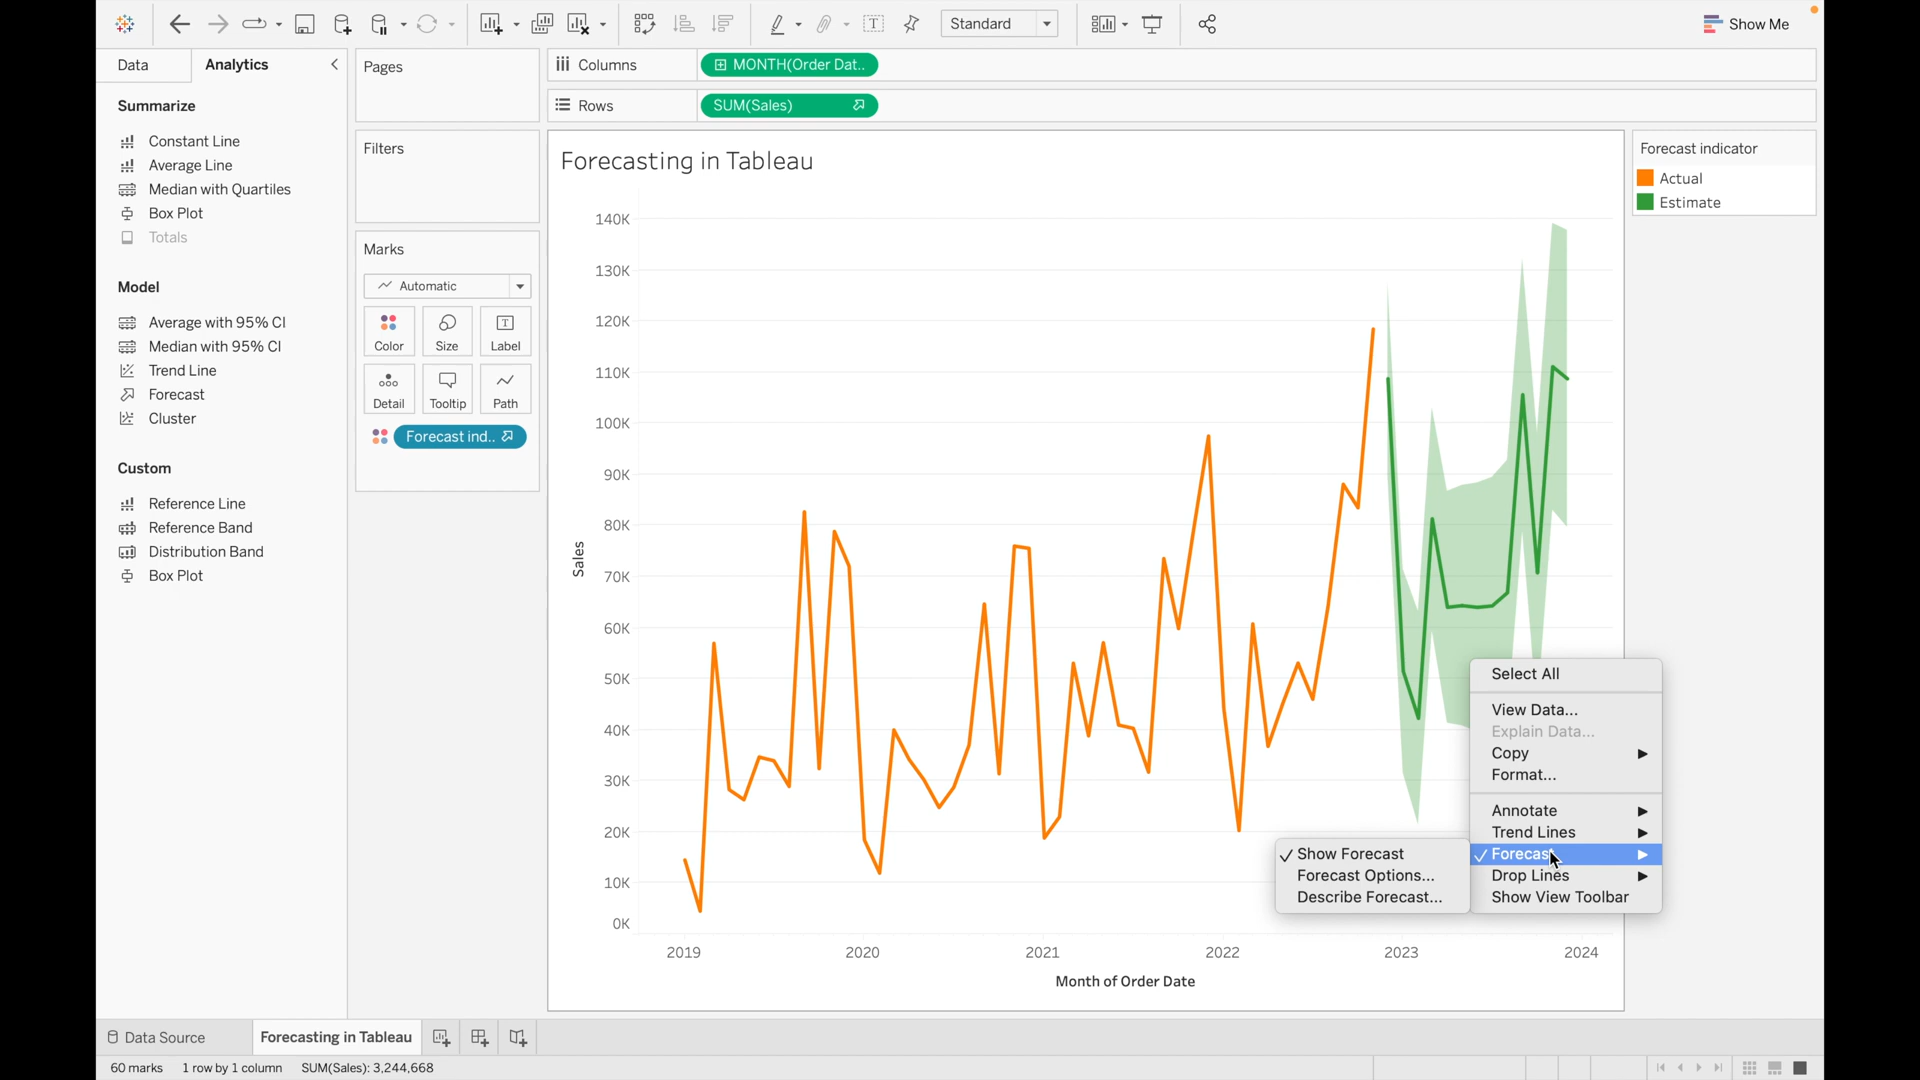 Standard
Show Me
Data
Analytics
Pages
Columns
MONTH(Order Dat..
Rows
SUM(Sales)
Summarize
Constant Line
Average Line
Median with Quartiles
Box Plot
Totals
Model
Average with 95% CI
Median with 95% CI
Trend Line
Forecast
Cluster
Custom
Reference Line
Reference Band
Distribution Band
Box Plot
Filters
Marks
Automatic
Color
Size
Label
Detail
Tooltip
Path
Forecast ind..
Forecasting in Tableau
140K
130K
120K
110K
100K
90K
80K
70K
60K
50K
40K
30K
20K
10K
0K
Sales
2019
2020
2021
2022
2023
2024
Month of Order Date
Forecast indicator
Actual
Estimate
Select All
View Data...
Explain Data...
Copy
Format...
Annotate
Trend Lines
Forecast
Drop Lines
Show View Toolbar
Show Forecast
Forecast Options...
Describe Forecast...
Data Source
Forecasting in Tableau
60 marks
1 row by 1 column
SUM(Sales): 3,244,668